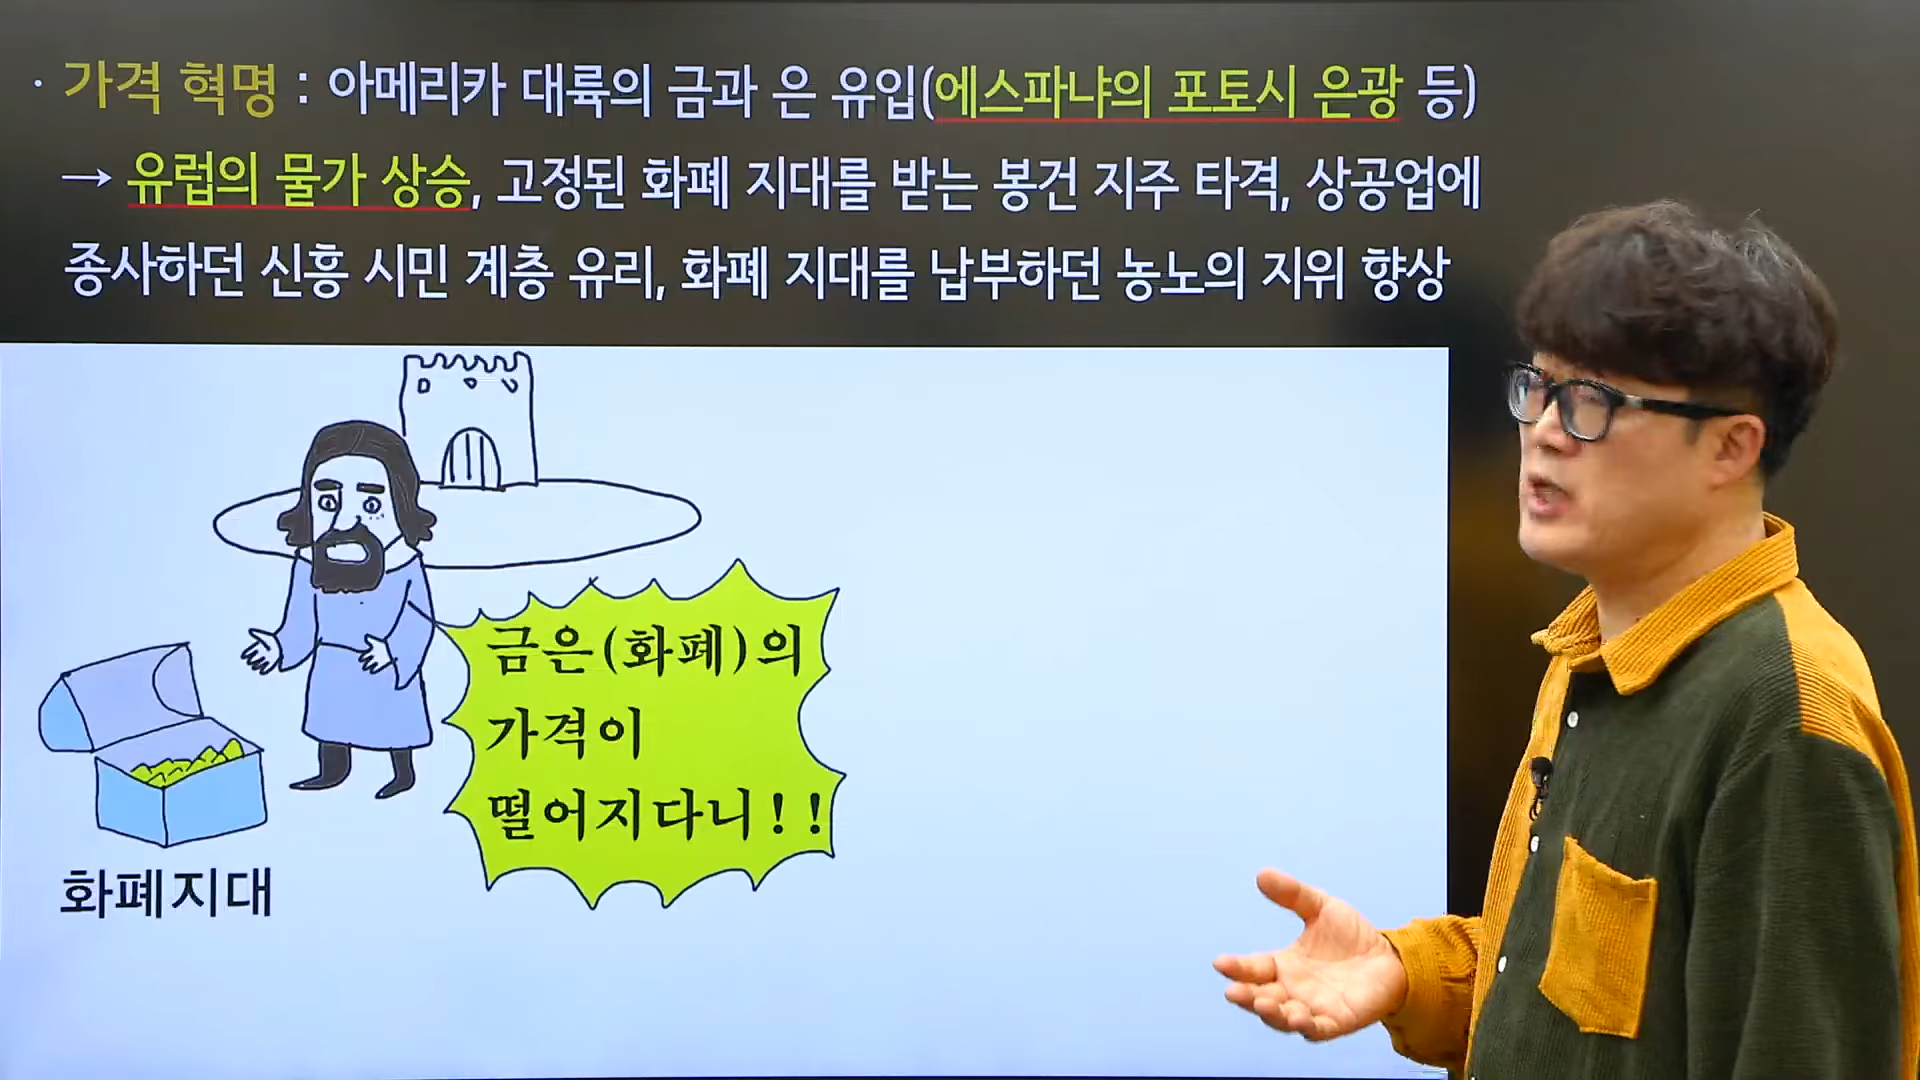 · 가격 혁명 : 아메리카 대륙의 금과 은 유입(에스파냐의 포토시 은광 등)
→ 유럽의 물가 상승, 고정된 화폐 지대를 받는 봉건 지주 타격, 상공업에
종사하던 신흥 시민 계층 유리, 화폐 지대를 납부하던 농노의 지위 향상
금은(화폐)의
가격이
떨어지다니!!
화폐지대